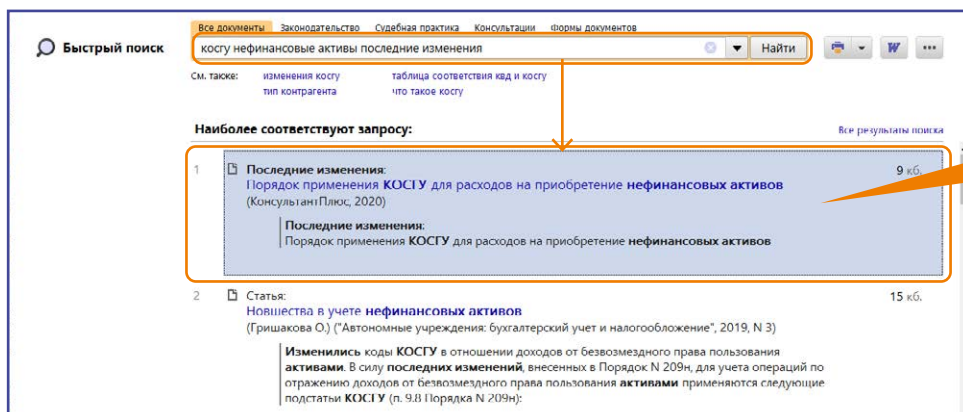 Все документы Законодательство Судебная практика Консультации Формы документов
Быстрый поиск
косгу нефинансовые активы последние изменения
Найти
W
См. также: изменения косгу таблица соответствия квд и косгу
тип контрагента что такое косгу
Наиболее соответствуют запросу: Все результаты поиска
1 Последние изменения: 9 кб.
Порядок применения КОСГУ для расходов на приобретение нефинансовых активов
(КонсультантПлюс, 2020)
Последние изменения:
Порядок применения КОСГУ для расходов на приобретение нефинансовых активов
2 Статья: 15 кб.
Новшества в учете нефинансовых активов
(Гришакова О.) ("Автономные учреждения: бухгалтерский учет и налогообложение", 2019, N 3)
Изменились коды КОСГУ в отношении доходов от безвозмездного права пользования
активами. В силу последних изменений, внесенных в Порядок N 209н, для учета операций по
отражению доходов от безвозмездного права пользования активами применяются следующие
подстатьи КОСГУ (п. 9.8 Порядка N 209н):